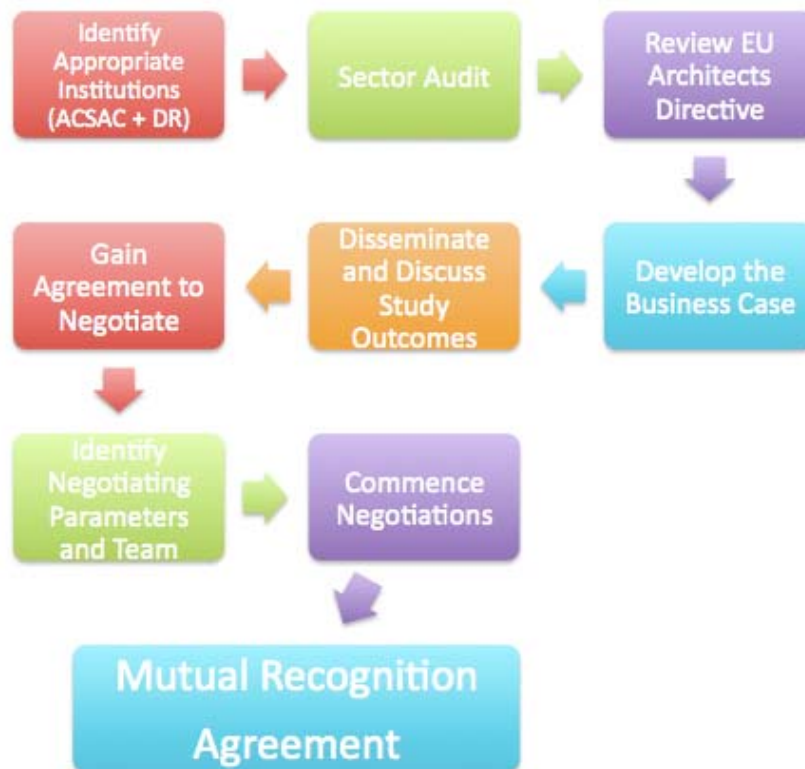 Identify
Appropriate
Institutions
(ACSAC + DR)
Sector Audit
Review EU
Architects
Directive
Develop the
Business Case
Disseminate
and Discuss
Study
Outcomes
Gain
Agreement to
Negotiate
Identify
Negotiating
Parameters
and Team
Commence
Negotiations
Mutual Recognition
Agreement